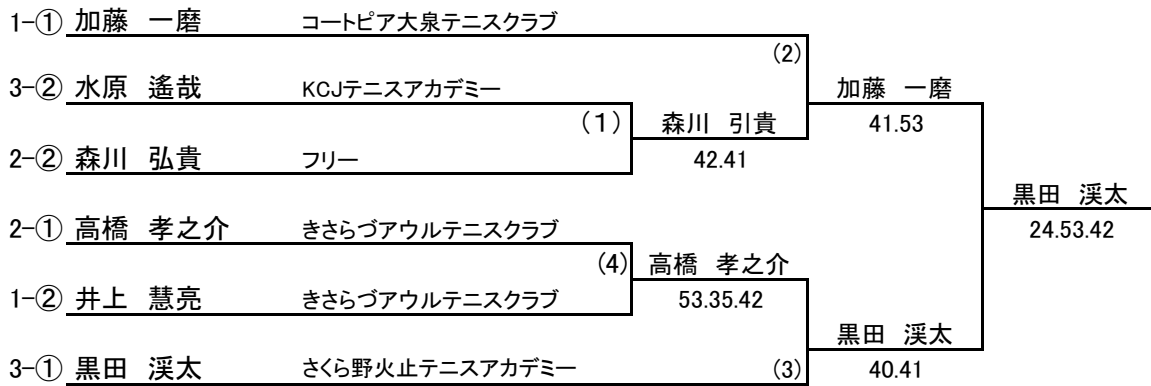 1-① 加藤 一磨 コートピア大泉テニスクラブ
(2)
3-② 水原 遙哉 KCJテニスアカデミー 加藤 一磨
(1) 森川 引貴 41.53
2-② 森川 弘貴 フリー 42.41
黒田 渓太
2-① 高橋 孝之介 きさらづアウルテニスクラブ 24.53.42
(4) 高橋 孝之介
1-② 井上 慧亮 きさらづアウルテニスクラブ 53.35.42
黒田 渓太
3-① 黒田 渓太 さくら野火止テニスアカデミー (3) 40.41